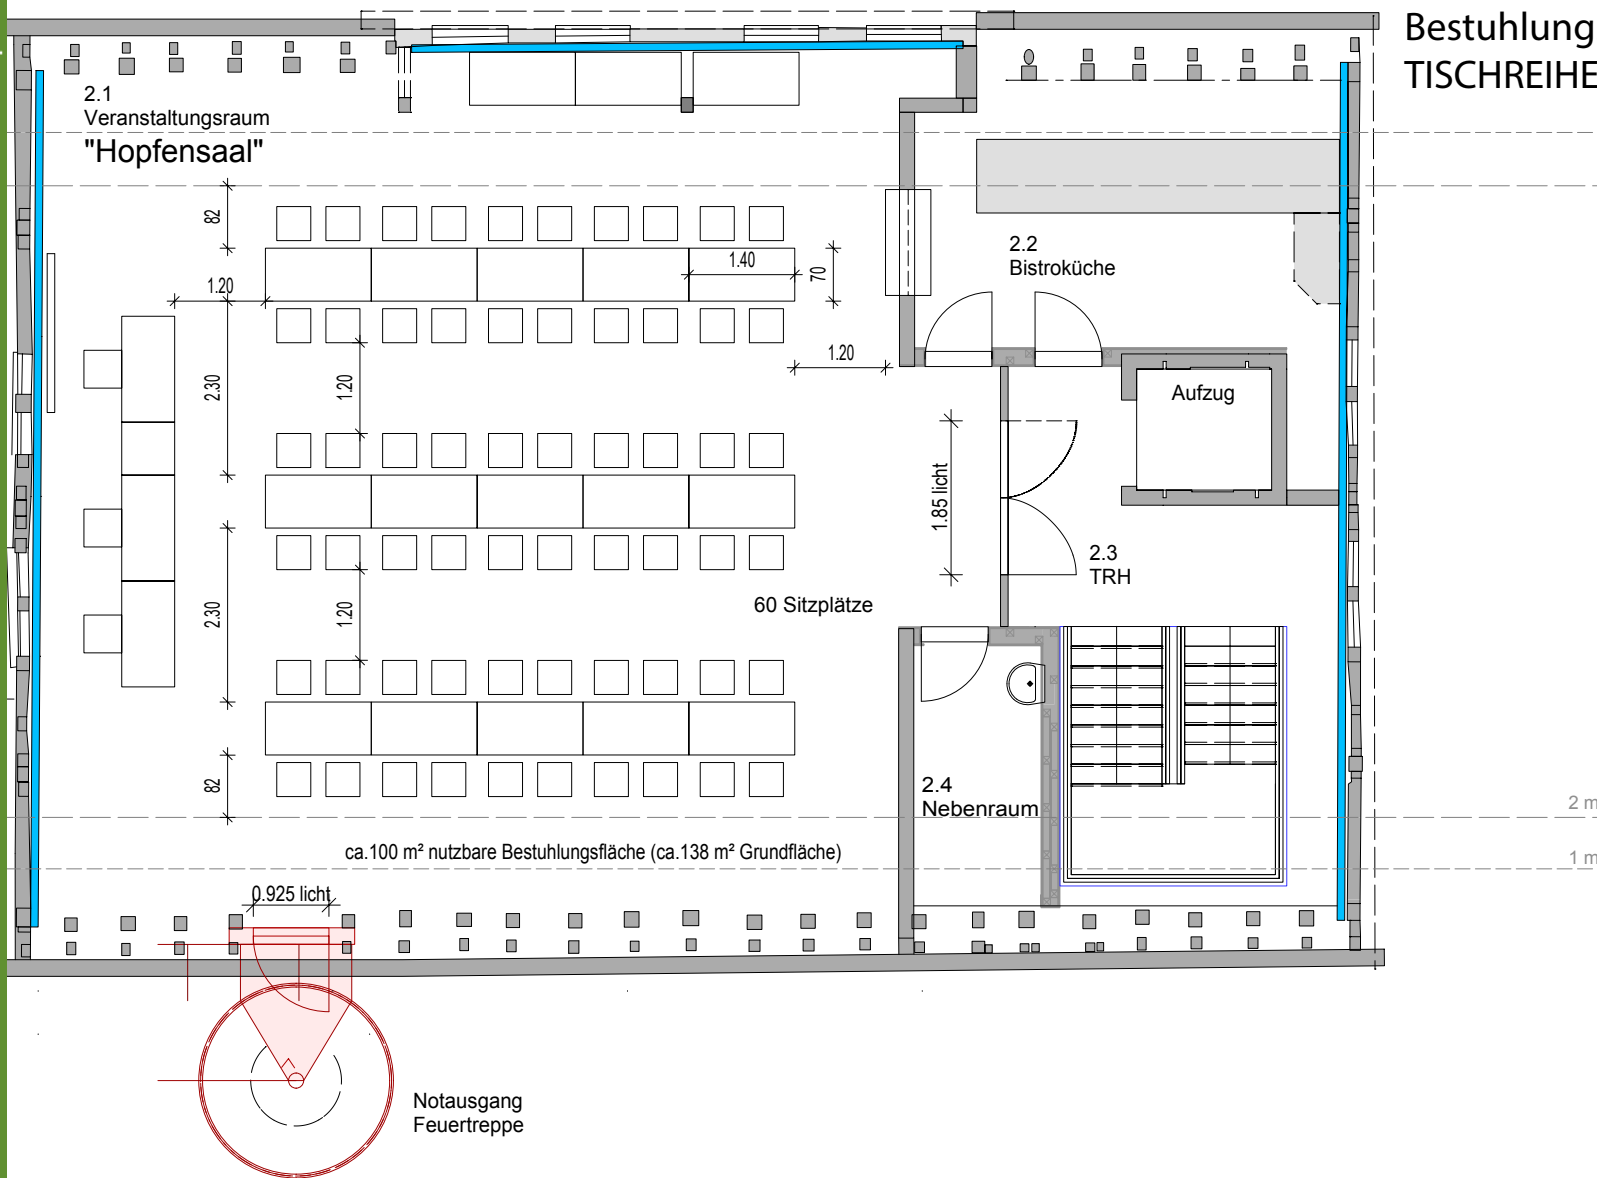 Bestuhlung
TISCHREIHE
2.1
Veranstaltungsraum
"Hopfensaal"
82
1.40
70
1.20
2.2
Bistroküche
1.20
2.30
1.20
Aufzug
1.85 licht
2.3
TRH
60 Sitzplätze
2.30
1.20
82
2.4
Nebenraum
2 m
ca.100 m² nutzbare Bestuhlungsfläche (ca.138 m² Grundfläche)
1 m
0.925 licht
Notausgang
Feuertreppe